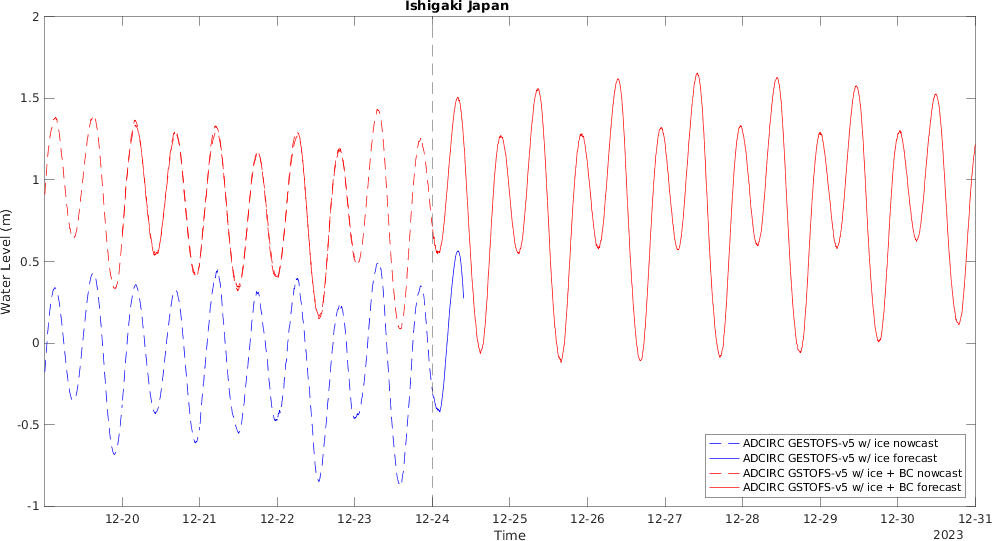 Ishigaki Japan
2
1.5
1
0.5
0
-0.5
-1
Water Level (m)
ADCIRC GESTOFS-v5 w/ ice nowcast
ADCIRC GESTOFS-v5 w/ ice forecast
ADCIRC GSTOFS-v5 w/ ice + BC nowcast
ADCIRC GSTOFS-v5 w/ ice + BC forecast
12-20 12-21 12-22 12-23 12-24 12-25 12-26 12-27 12-28 12-29 12-30 12-31
Time
2023